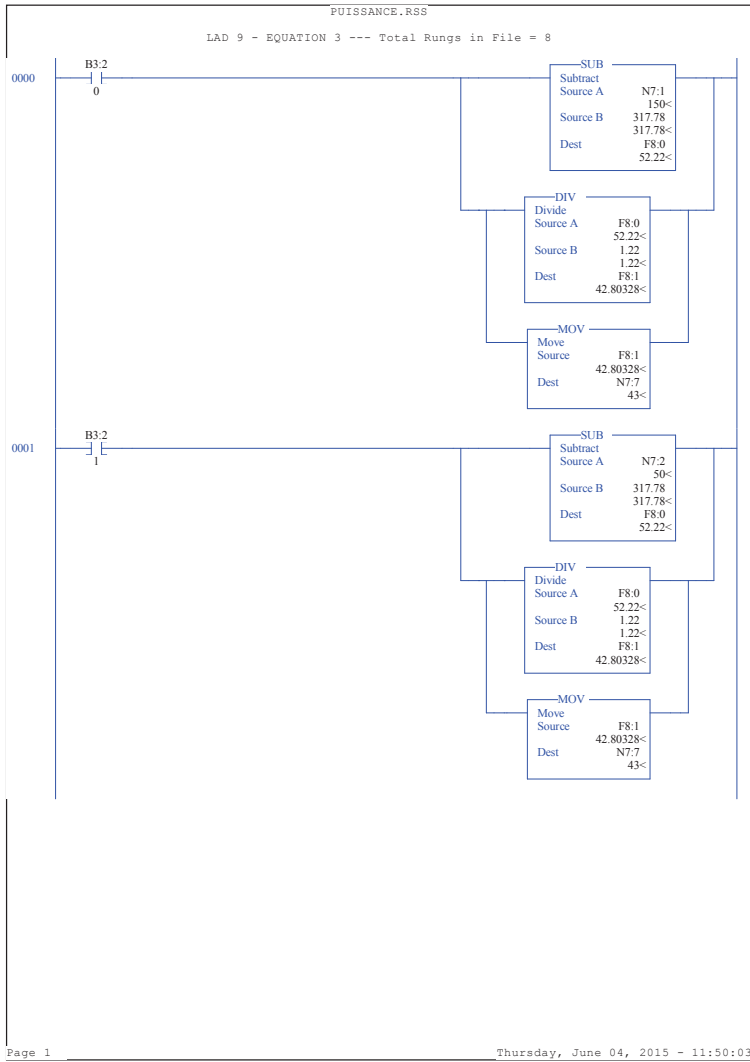 PUISSANCE.RSS
LAD 9 - EQUATION 3 --- Total Rungs in File = 8
0000
B3:2
0
SUB
Subtract
Source A N7:1
150<
Source B 317.78
317.78<
Dest F8:0
52.22<
DIV
Divide
Source A F8:0
52.22<
Source B 1.22
1.22<
Dest F8:1
42.80328<
MOV
Move
Source F8:1
42.80328<
Dest N7:7
43<
0001
B3:2
1
SUB
Subtract
Source A N7:2
50<
Source B 317.78
317.78<
Dest F8:0
52.22<
DIV
Divide
Source A F8:0
52.22<
Source B 1.22
1.22<
Dest F8:1
42.80328<
MOV
Move
Source F8:1
42.80328<
Dest N7:7
43<
Page 1 Thursday, June 04, 2015 - 11:50:03